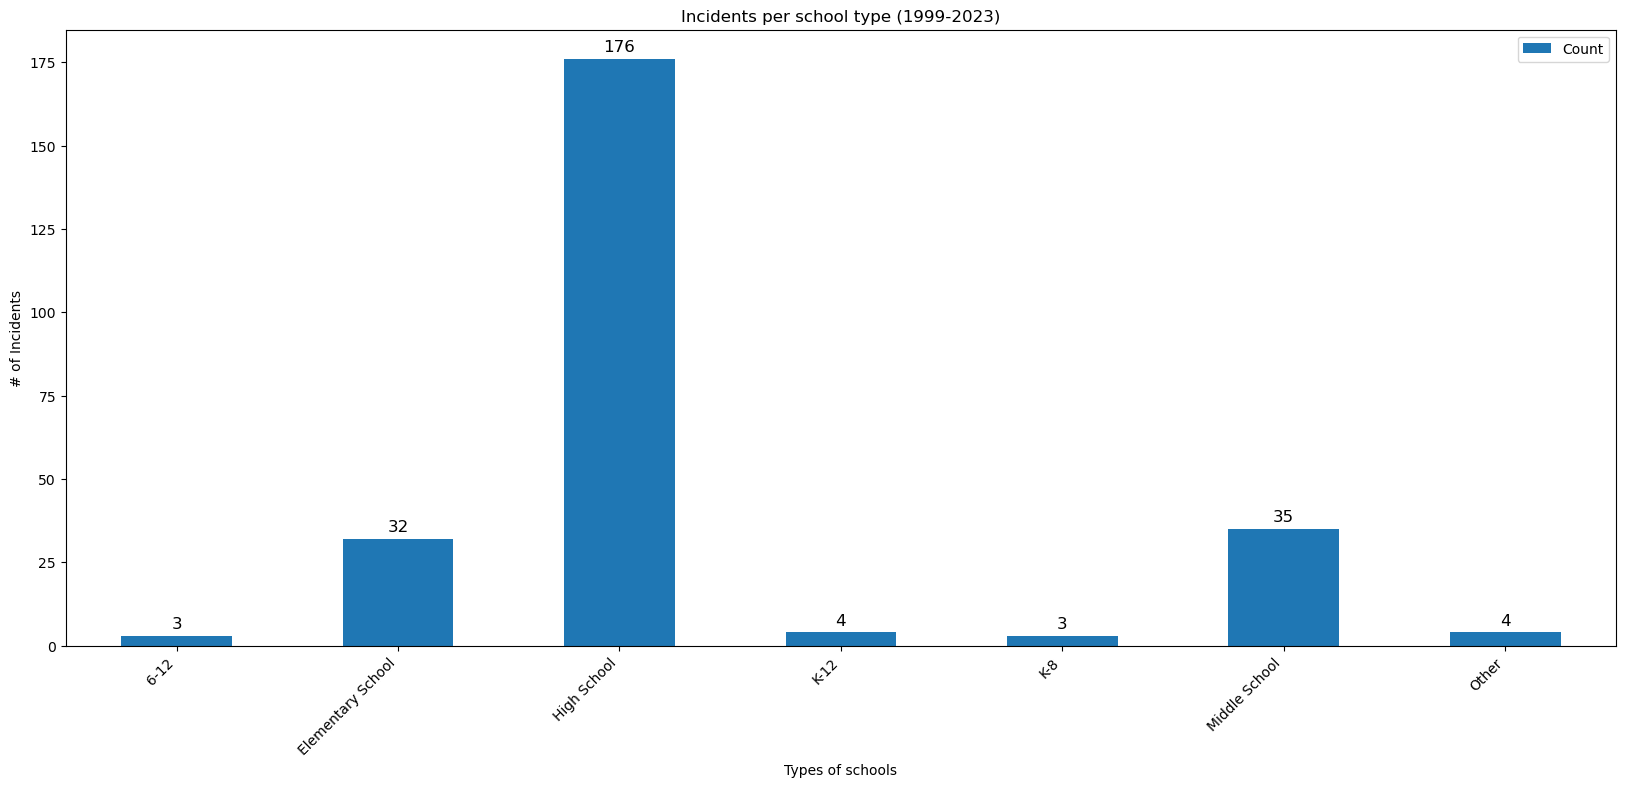 Incidents per school type (1999-2023)
Count
# of Incidents
175
150
125
100
75
50
25
0
3
32
176
4
3
35
4
6-12
Elementary School
High School
K-12
K-8
Middle School
Other
Types of schools